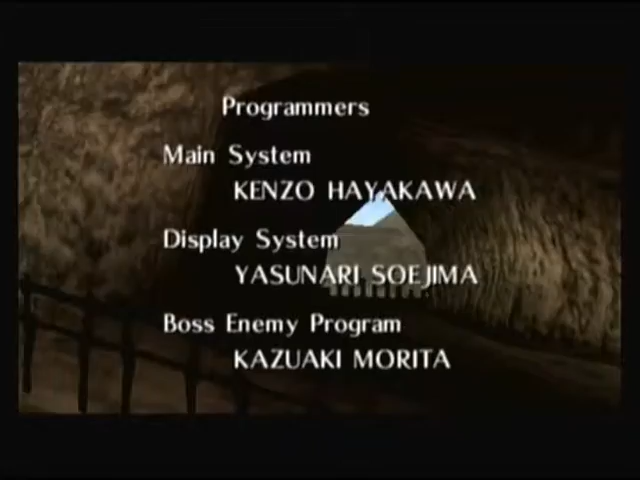 Programmers
Main System
KENZO HAYAKAWA
Display System
YASUNARI SOEJIMA
Boss Enemy Program
KAZUAKI MORITA